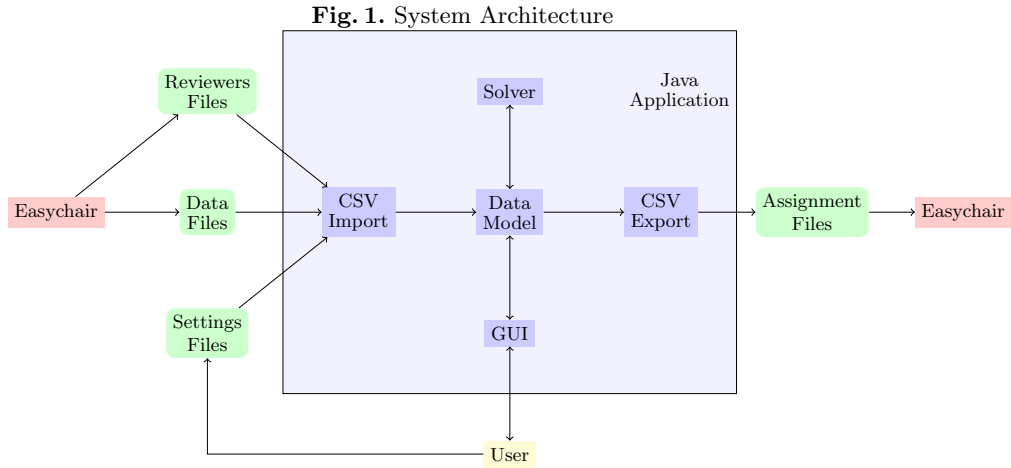 Fig. 1. System Architecture
Reviewers
Files
Solver
Java
Application
Easychair
Data
Files
CSV
Import
Data
Model
CSV
Export
Assignment
Files
Easychair
Settings
Files
GUI
User